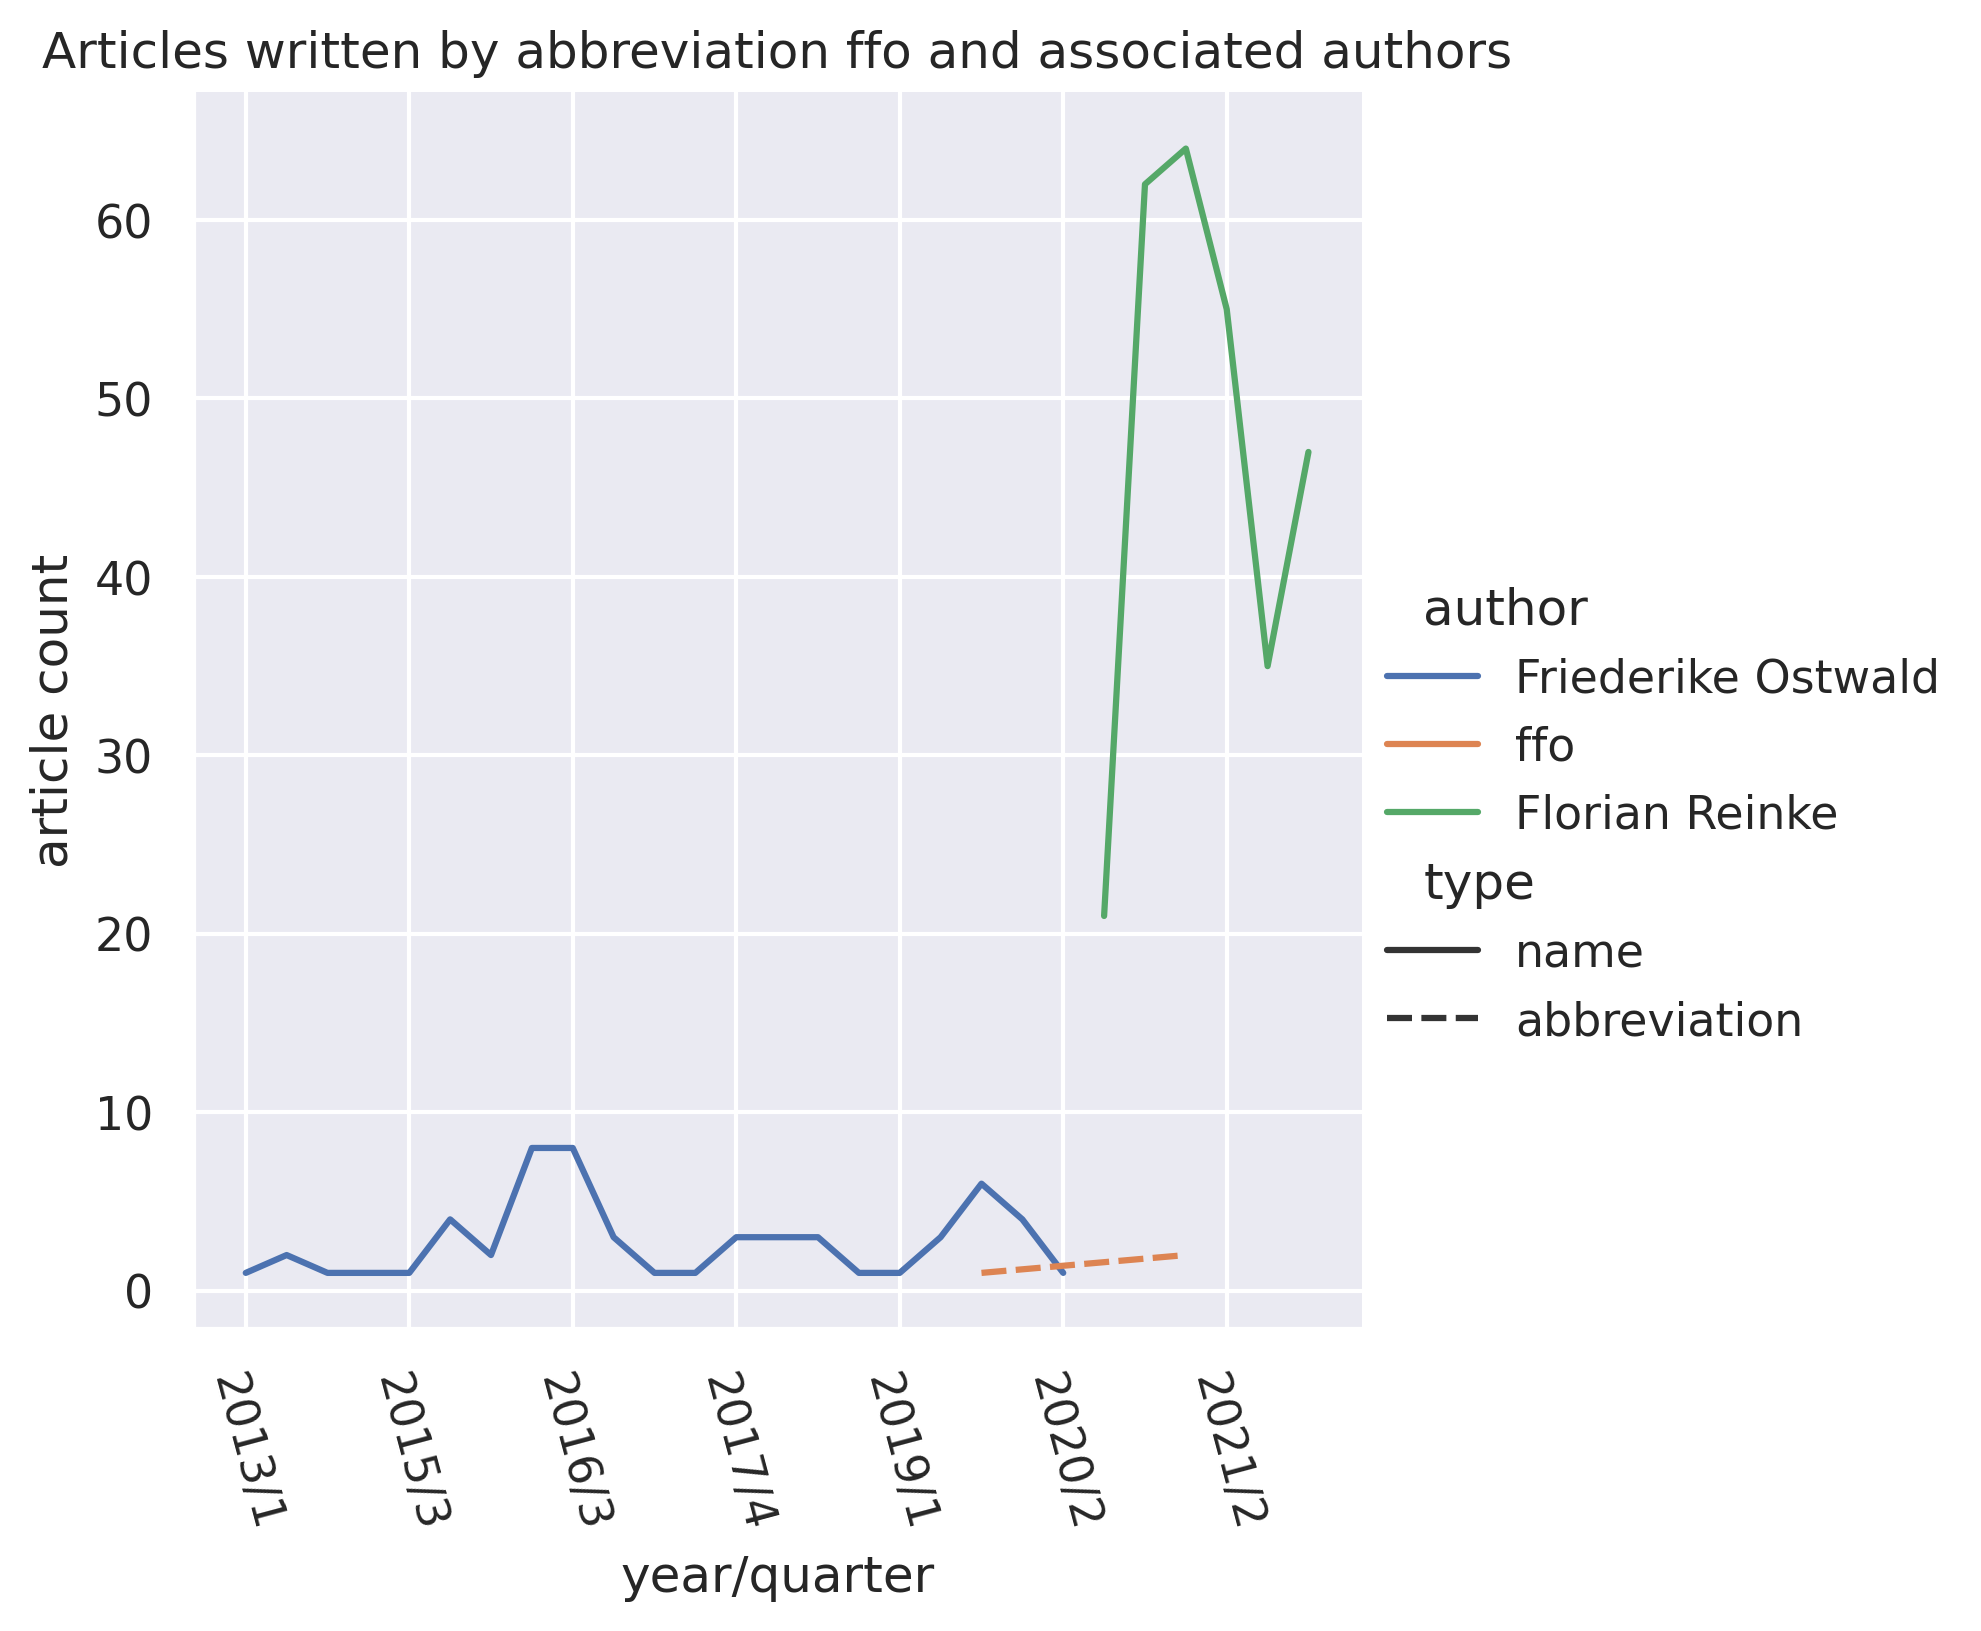 Articles written by abbreviation ffo and associated authors
60
50
40
30
20
10
0
article count
2013/1
2015/3
2016/3
2017/4
2019/1
2020/2
2021/2
year/quarter
author
Friederike Ostwald
ffo
Florian Reinke
type
name
abbreviation